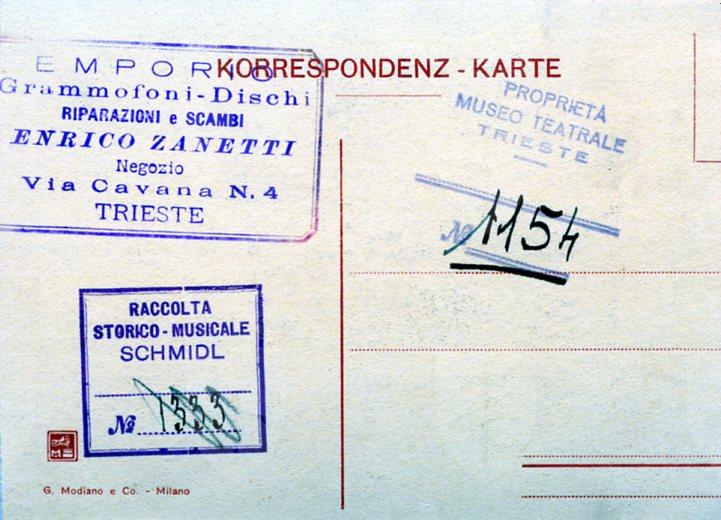 KORRESPONDENZ - KARTE
EMPORIO
Grammofoni-Dischi
RIPARAZIONI e SCAMBI
ENRICO ZANETTI
Negozio
Via Cavana N. 4
TRIESTE
PROPRIETÀ
MUSEO TEATRALE
TRIESTE
№ 1154
RACCOLTA
STORICO-MUSICALE
SCHMIDL
№ 1333
G. Modiano e Co. - Milano